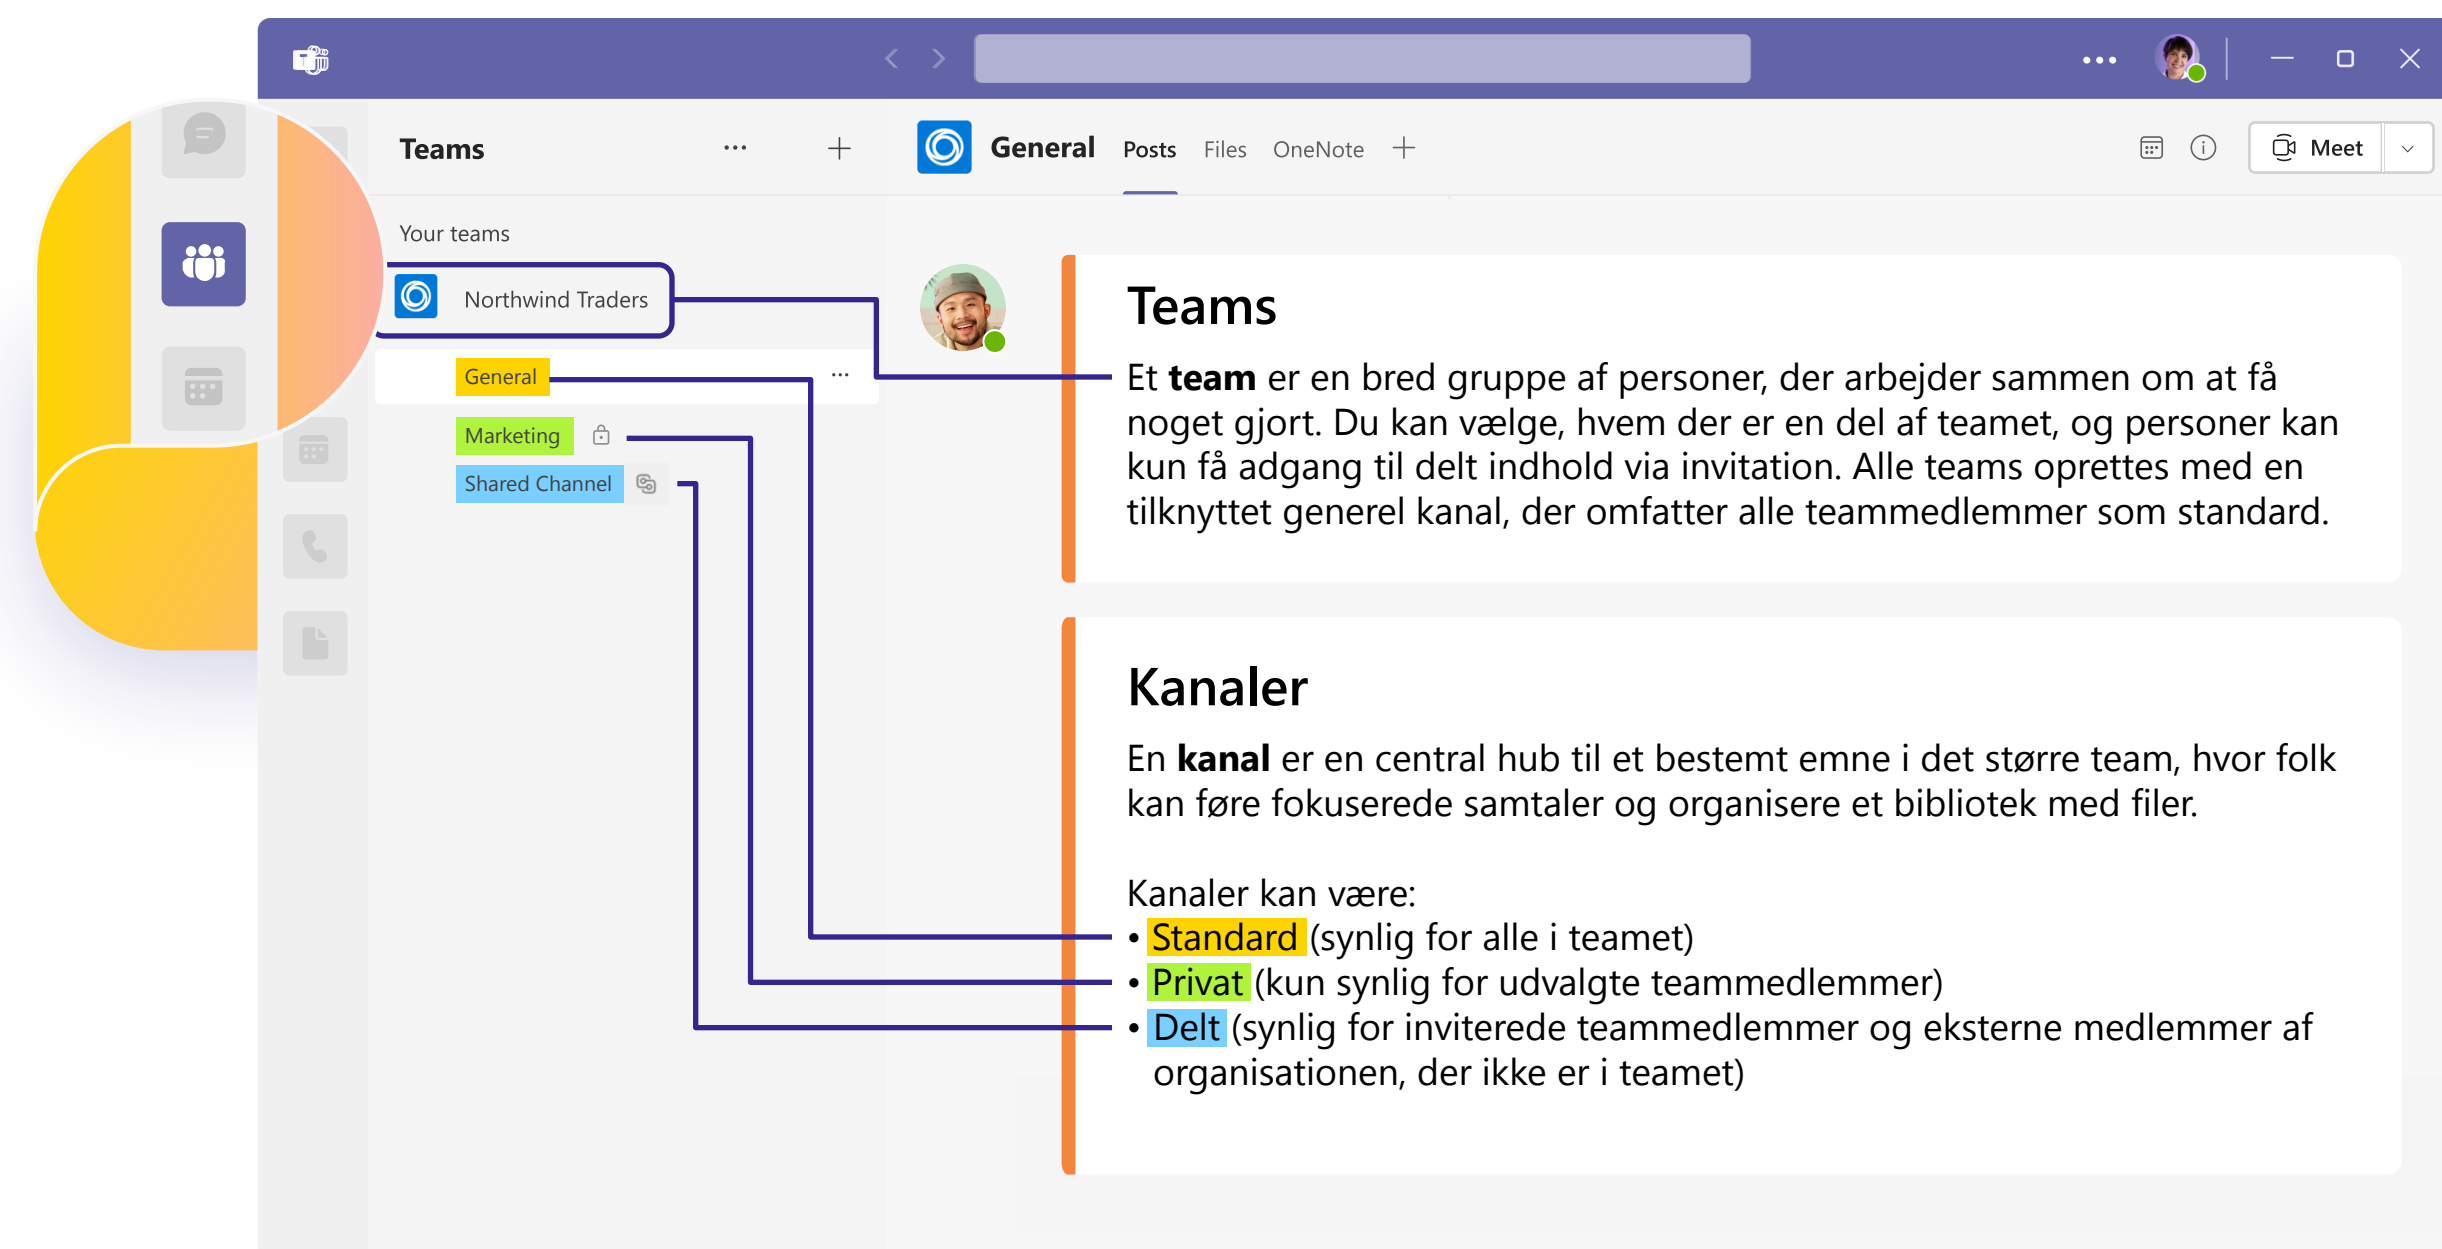 Teams
General Posts Files OneNote
Meet
Your teams
Northwind Traders
General
Marketing
Shared Channel
Teams
Et team er en bred gruppe af personer, der arbejder sammen om at få
noget gjort. Du kan vælge, hvem der er en del af teamet, og personer kan
kun få adgang til delt indhold via invitation. Alle teams oprettes med en
tilknyttet generel kanal, der omfatter alle teammedlemmer som standard.
Kanaler
En kanal er en central hub til et bestemt emne i det større team, hvor folk
kan føre fokuserede samtaler og organisere et bibliotek med filer.
Kanaler kan være:
• Standard (synlig for alle i teamet)
• Privat (kun synlig for udvalgte teammedlemmer)
• Delt (synlig for inviterede teammedlemmer og eksterne medlemmer af
organisationen, der ikke er i teamet)